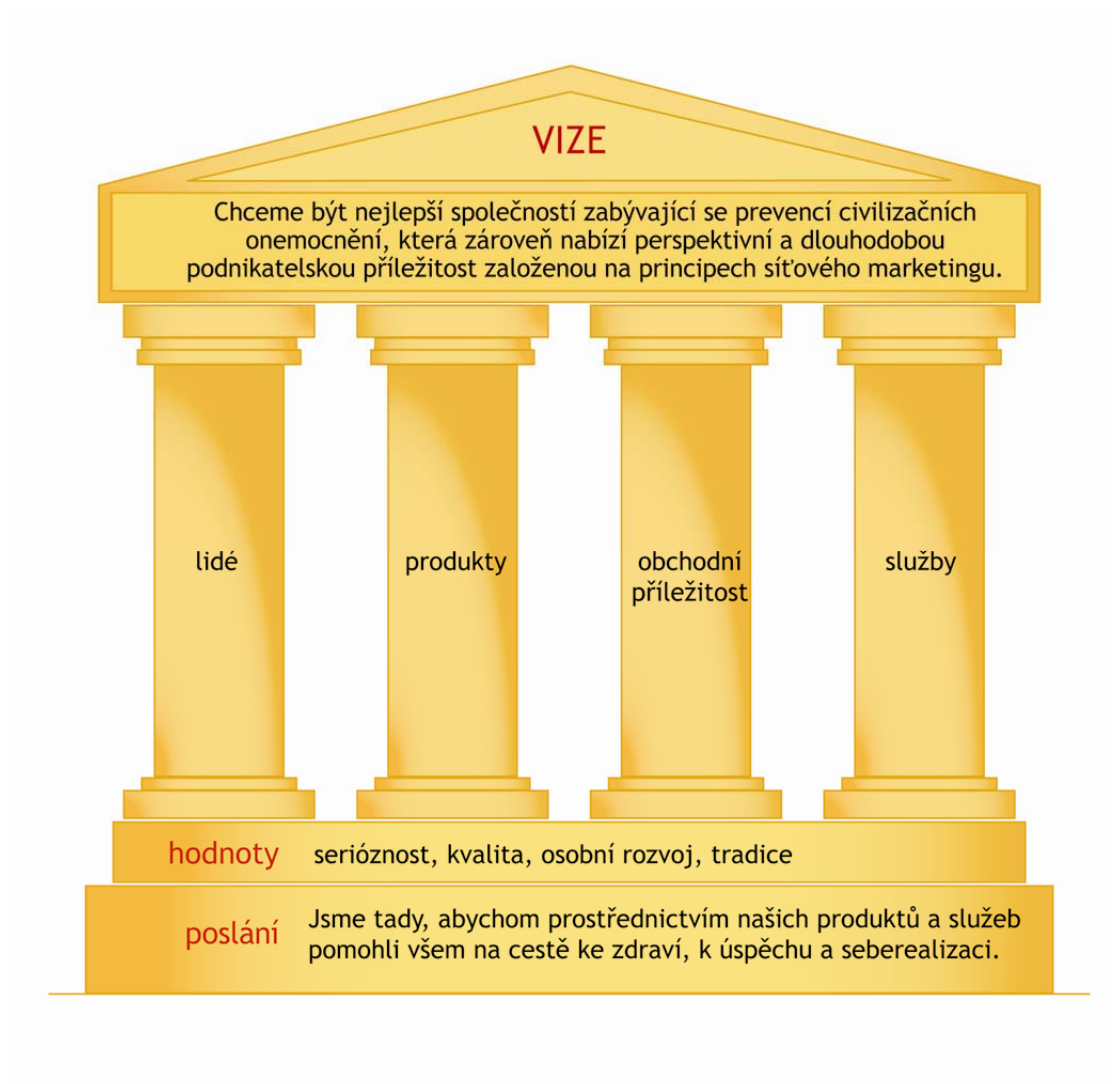 VIZE
Chceme být nejlepší společností zabývající se prevencí civilizačních
onemocnění, která zároveň nabízí perspektivní a dlouhodobou
podnikatelskou příležitost založenou na principech síťového marketingu.
lidé
produkty
obchodní
příležitost
služby
hodnoty serióznost, kvalita, osobní rozvoj, tradice
poslání
Jsme tady, abychom prostřednictvím našich produktů a služeb
pomohli všem na cestě ke zdraví, k úspěchu a seberealizaci.